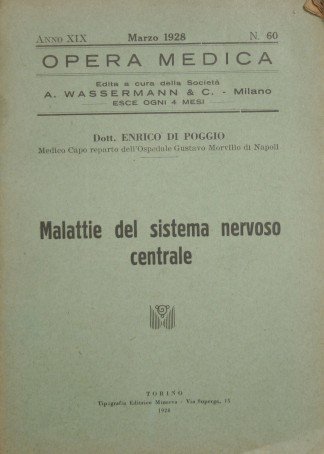 ANNO XIX Marzo 1928 N. 60
OPERA MEDICA
Edita a cura della Società
A. WASSERMANN & C. - Milano
ESCE OGNI 4 MESI
Dott. ENRICO DI POGGIO
Medico Capo reparto dell'Ospedale Gustavo Morvillo di Napoli
Malattie del sistema nervoso
centrale
TORINO
Tipografia Editrice Minerva - Via Superga, 15
1928